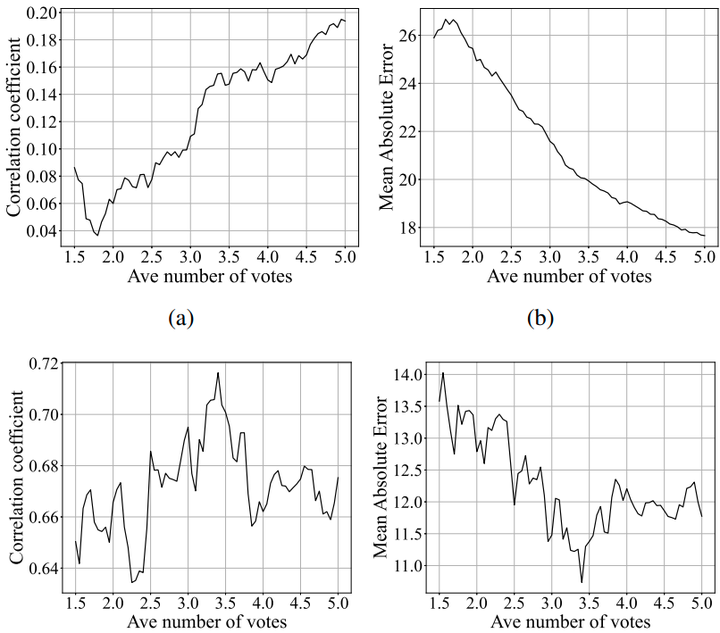 0.20
0.18
0.16
0.14
0.12
0.10
0.08
0.06
0.04
Correlation coefficient
1.5 2.0 2.5 3.0 3.5 4.0 4.5 5.0
Ave number of votes
(a)
26
24
22
20
18
Mean Absolute Error
1.5 2.0 2.5 3.0 3.5 4.0 4.5 5.0
Ave number of votes
(b)
0.72
0.70
0.68
0.66
0.64
Correlation coefficient
1.5 2.0 2.5 3.0 3.5 4.0 4.5 5.0
Ave number of votes
14.0
13.5
13.0
12.5
12.0
11.5
11.0
Mean Absolute Error
1.5 2.0 2.5 3.0 3.5 4.0 4.5 5.0
Ave number of votes